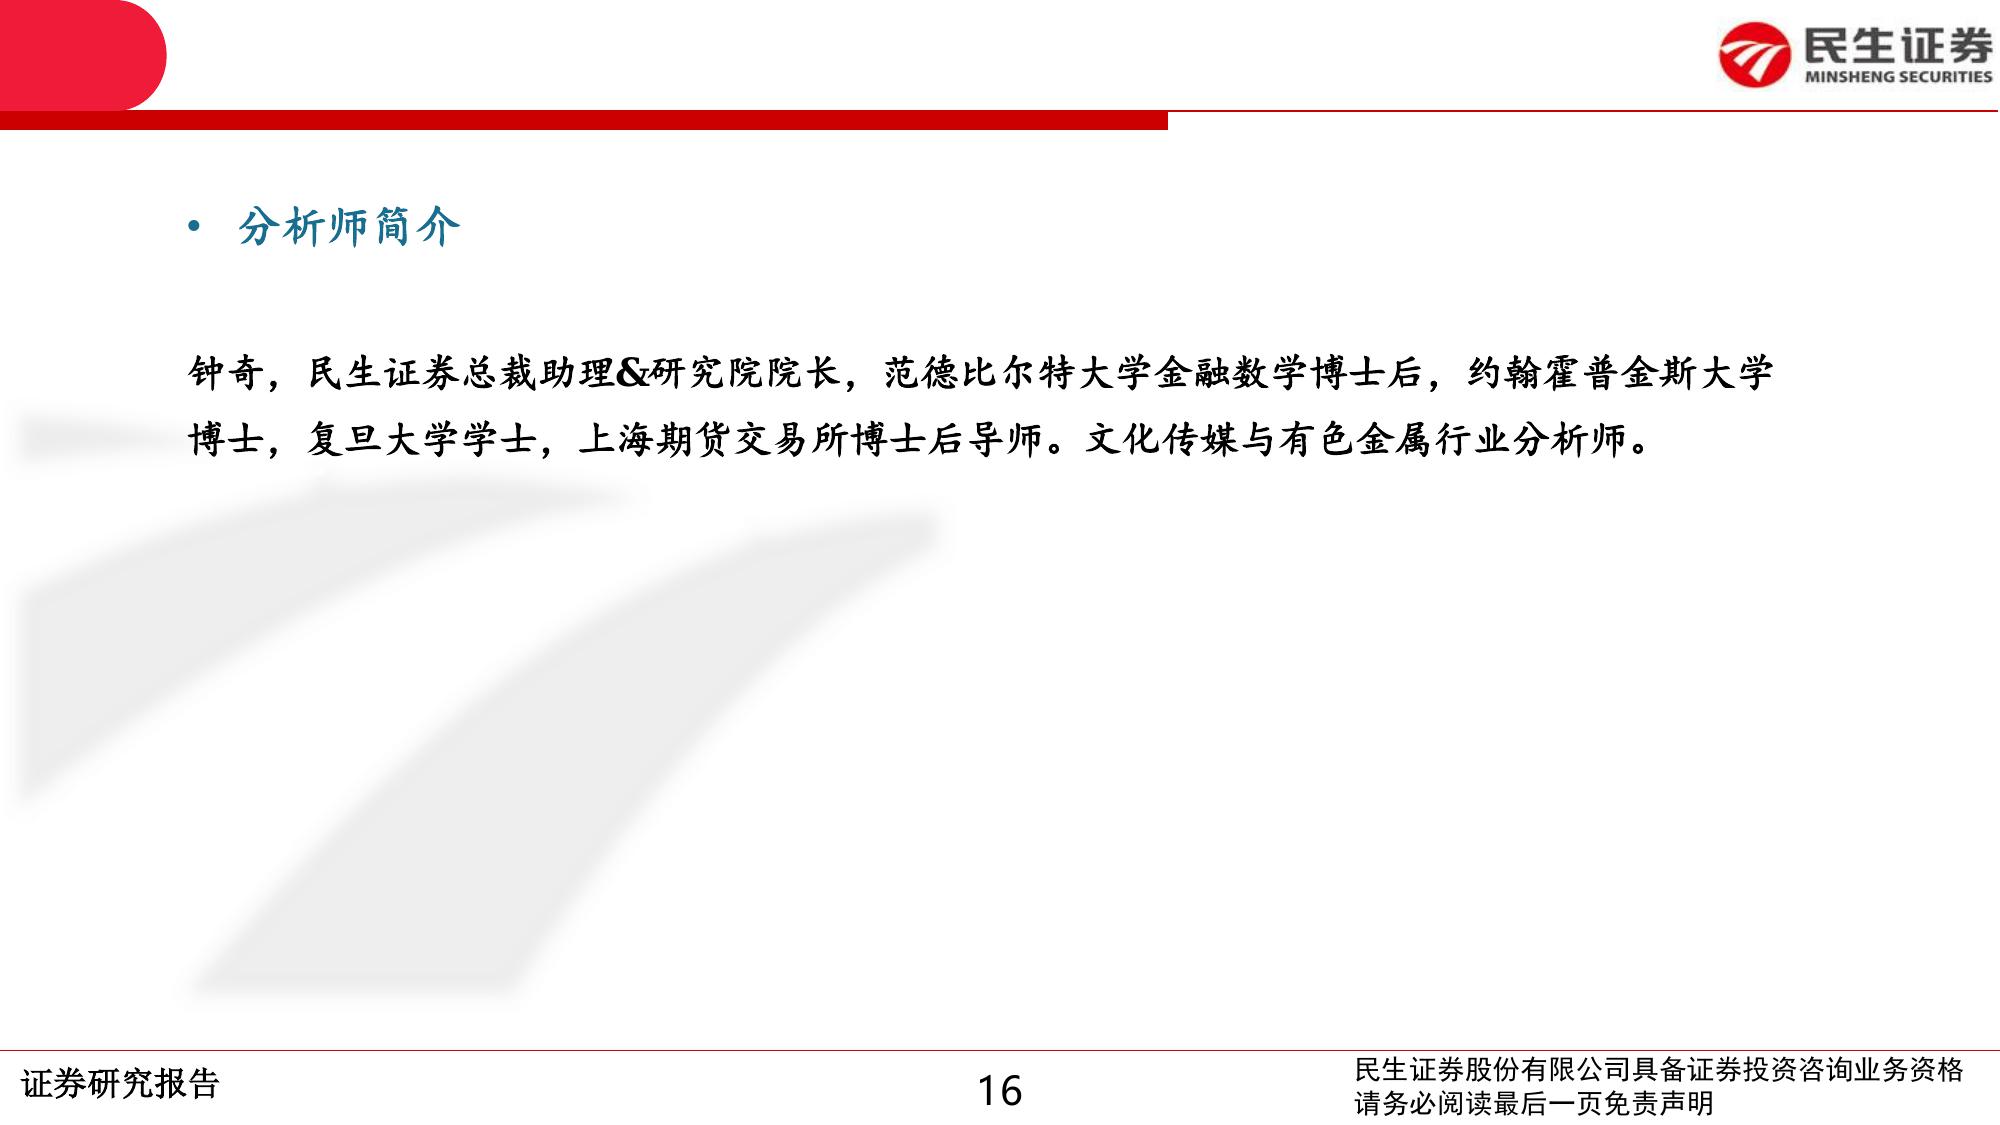 民生证券
MINSHENG SECURITIES
• 分析师简介
钟奇，民生证券总裁助理&研究院院长，范德比尔特大学金融数学博士后，约翰霍普金斯大学
博士，复旦大学学士，上海期货交易所博士后导师。文化传媒与有色金属行业分析师。
证券研究报告
16
民生证券股份有限公司具备证券投资咨询业务资格
请务必阅读最后一页免责声明